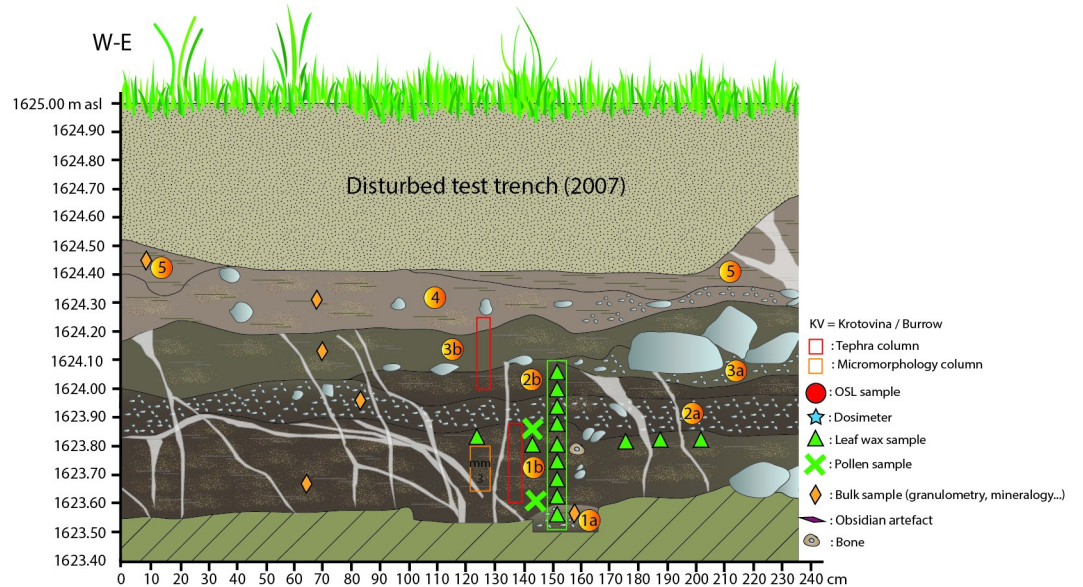 W-E
1625.00 m asl
1624.90
1624.80
1624.70
1624.60
1624.50
1624.40
1624.30
1624.20
1624.10
1624.00
1623.90
1623.80
1623.70
1623.60
1623.50
1623.40
Disturbed test trench (2007)
5
5
4
3b
3a
2b
2a
1b
mm
3
1a
0 10 20 30 40 50 60 70 80 90 100 110 120 130 140 150 160 170 180 190 200 210 220 230 240 cm
KV = Krotovina / Burrow
: Tephra column
: Micromorphology column
: OSL sample
: Dosimeter
: Leaf wax sample
: Pollen sample
: Bulk sample (granulometry, mineralogy...)
: Obsidian artefact
: Bone